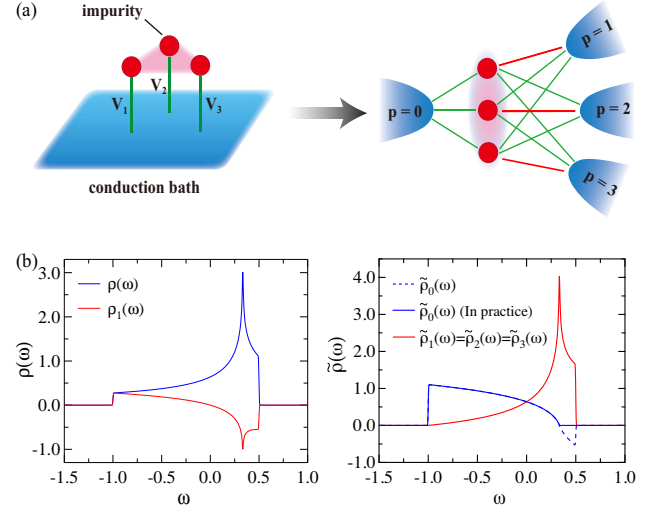 (a)
impurity
V1
V2
V3
conduction bath
p=0
p=1
p=2
p=3
(b)
ρ(ω)
3.0
2.0
1.0
0.0
-1.0
ρ(ω)
ρ1(ω)
-1.5 -1.0 -0.5 0.0 0.5 1.0
ω
ρ̃(ω)
4.0
3.0
2.0
1.0
0.0
1.0
ρ̃0(ω)
ρ̃0(ω) (In practice)
ρ̃1(ω)=ρ̃2(ω)=ρ̃3(ω)
-1.5 -1.0 -0.5 0.0 0.5 1.0
ω